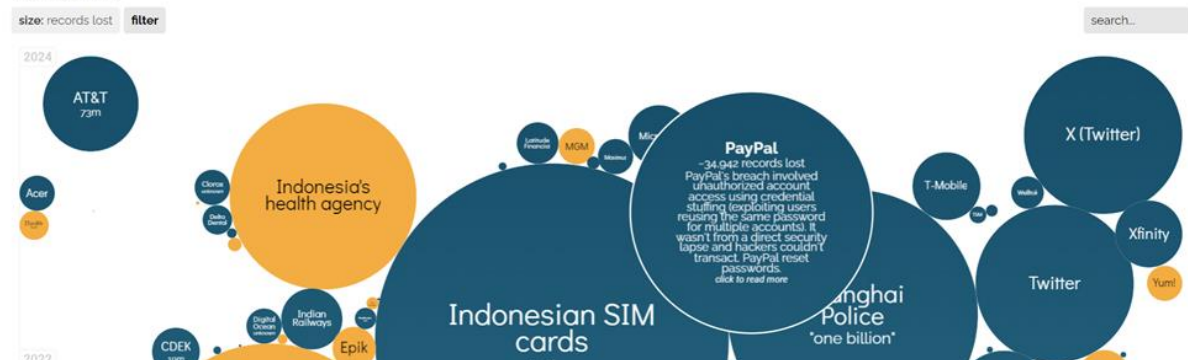 size: records lost filter
search...
2024
AT&T
73m
X (Twitter)
Latitude
Financial
MGM
Maximus
PayPal
~34,942 records lost
PayPal's breach involved
unauthorized account
access using credential
stuffing (exploiting users
reusing the same password
for multiple accounts). It
wasn't from a direct security
lapse and hackers couldn't
transact. PayPal reset
passwords.
click to read more
Acer
Clorox
unknown
Indonesia's
health agency
T-Mobile
Delta
Dental
Xfinity
Twitter
Yum!
Indonesian SIM
cards
Police
"one billion"
Digital
Ocean
unknown
Indian
Railways
CDEK
Epik
2022